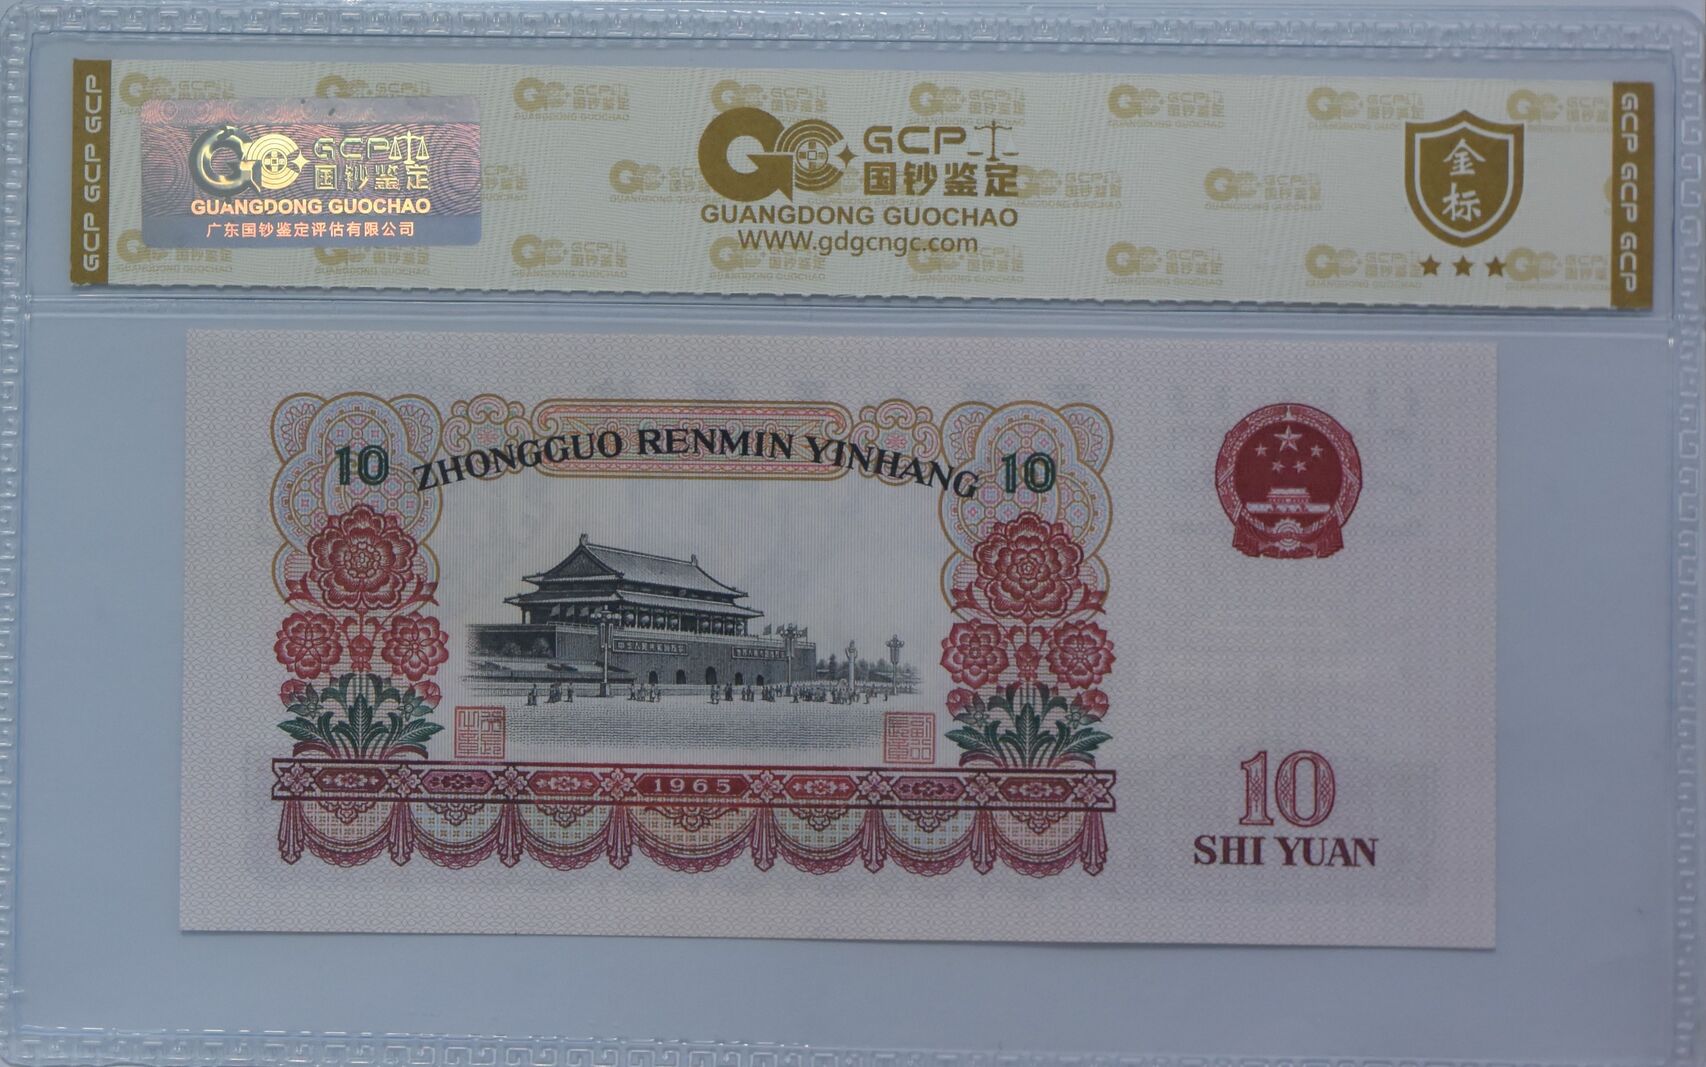 GCP GCP GCP
GCP
国钞鉴定
GUANGDONG GUOCHAO
广东国钞鉴定评估有限公司
GCP
国钞鉴定
GUANGDONG GUOCHAO
WWW.gdgcngc.com
金标
GCP GCP GCP
10 ZHONGGUO RENMIN YINHANG 10
1965
10
SHI YUAN